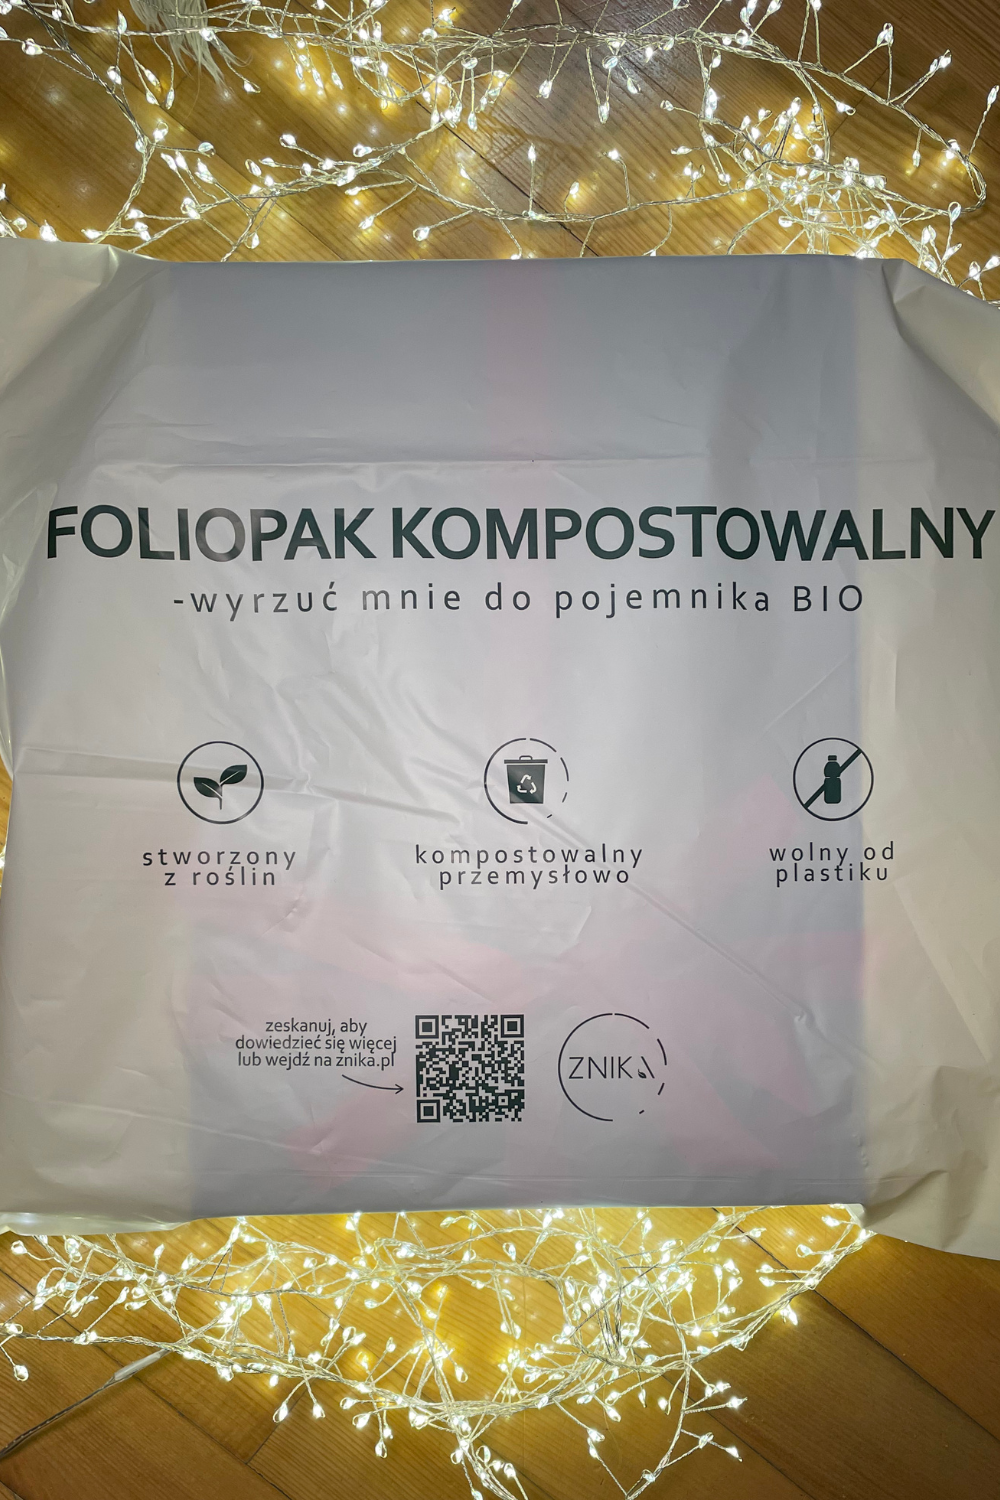 FOLIOPAK KOMPOSTOWALNY
-wyrzuć mnie do pojemnika BIO
stworzony
z roślin
kompostowalny
przemysłowo
wolny od
plastiku
zeskanuj, aby
dowiedzieć się więcej
lub wejdź na znika.pl
ZNIKA